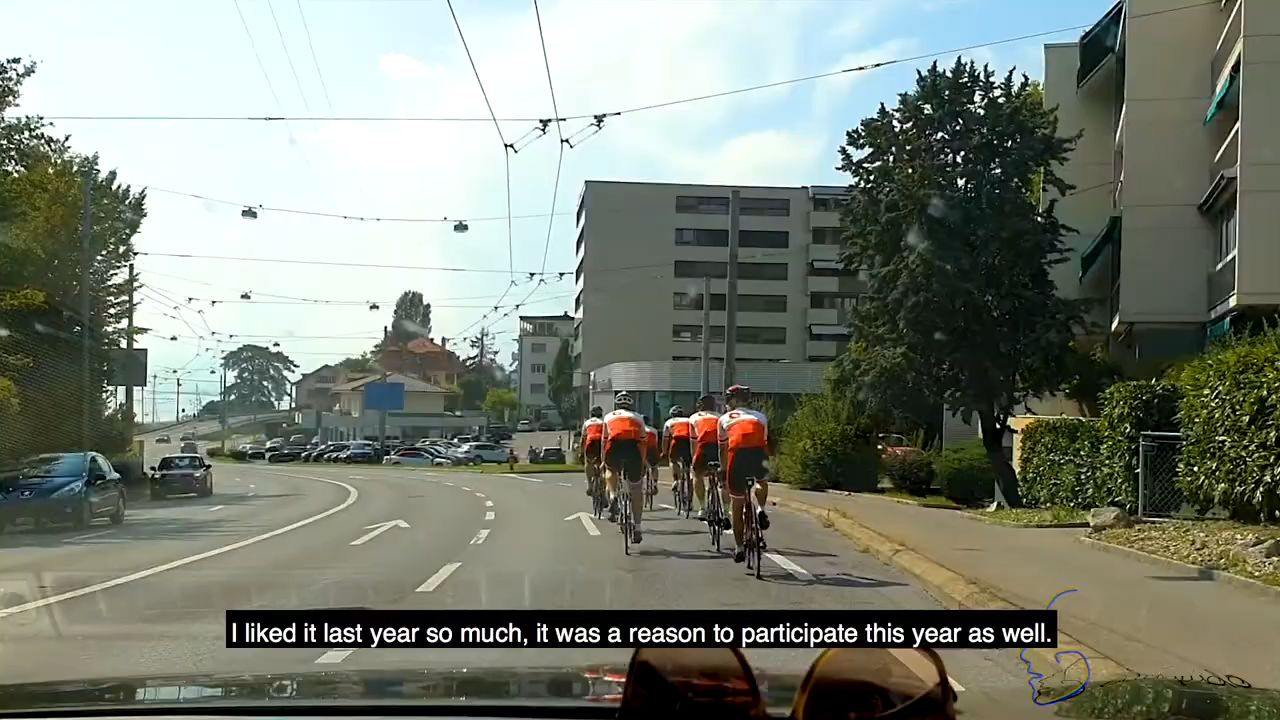 I liked it last year so much, it was a reason to participate this year as well.